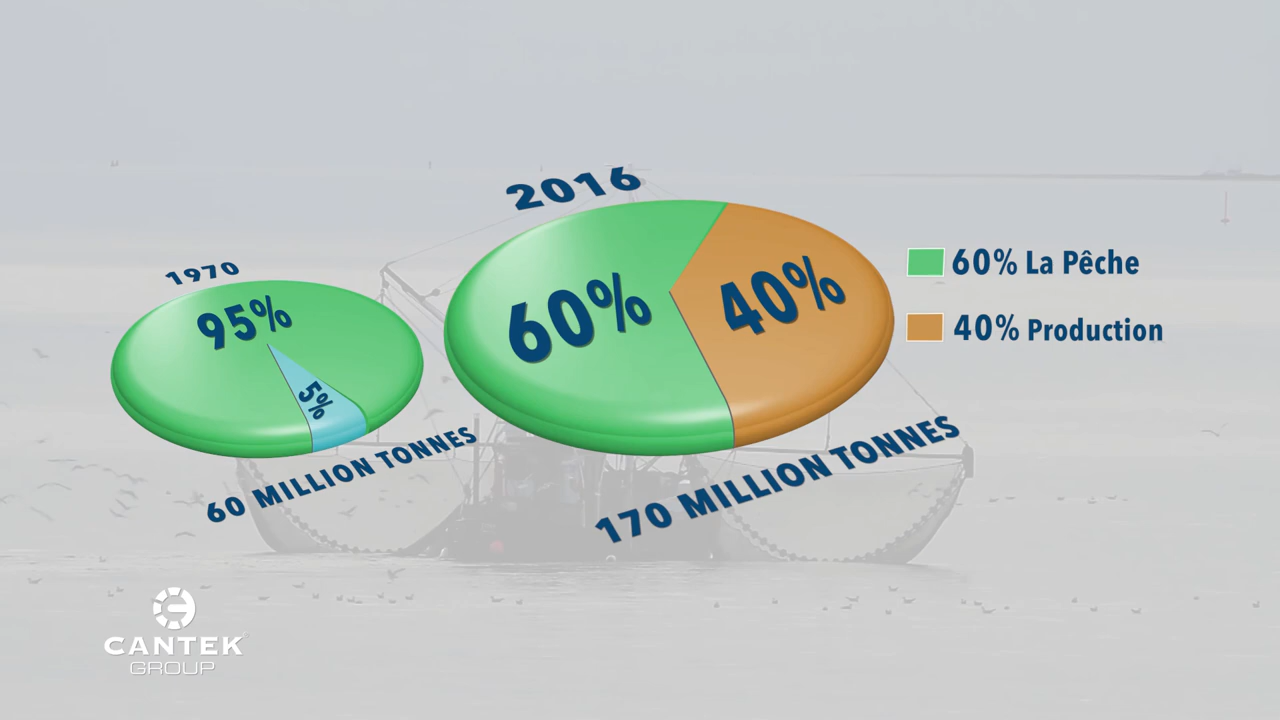 1970
95%
5%
60 MILLION TONNES
2016
60%
40%
170 MILLION TONNES
60% La Pêche
40% Production
CANTEK
GROUP